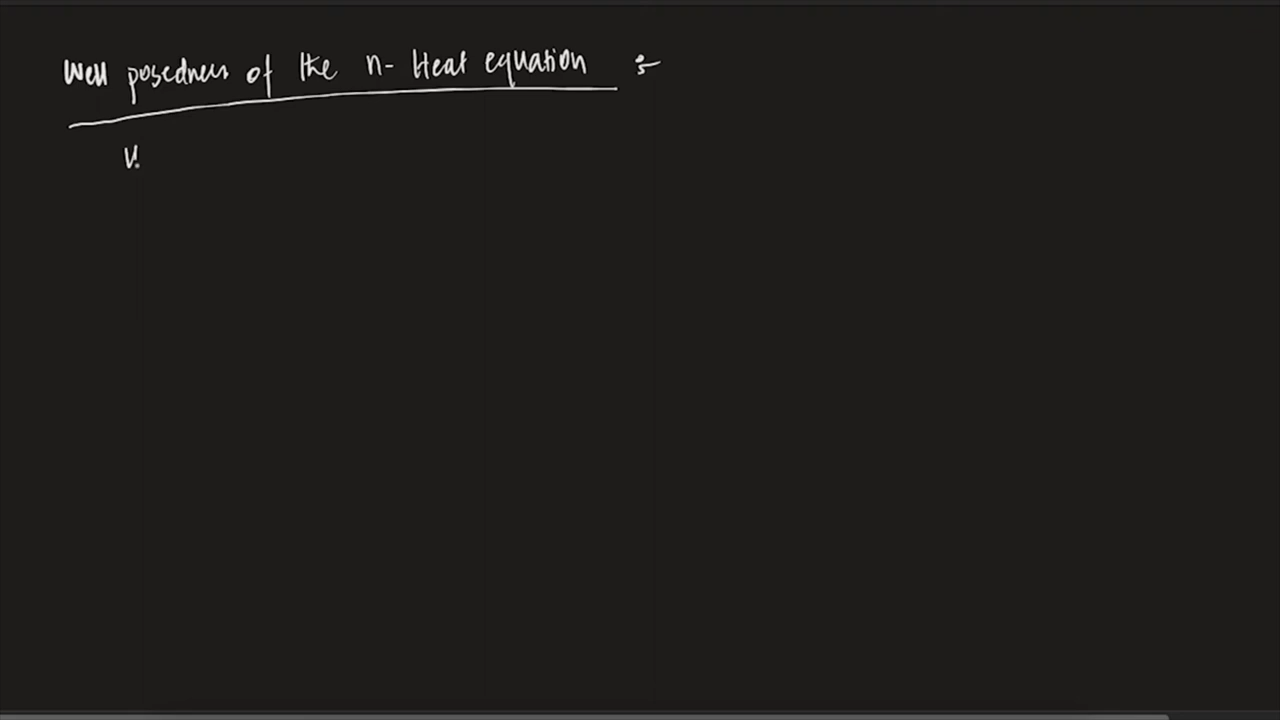 Well posedness of the n- Heat equation :-